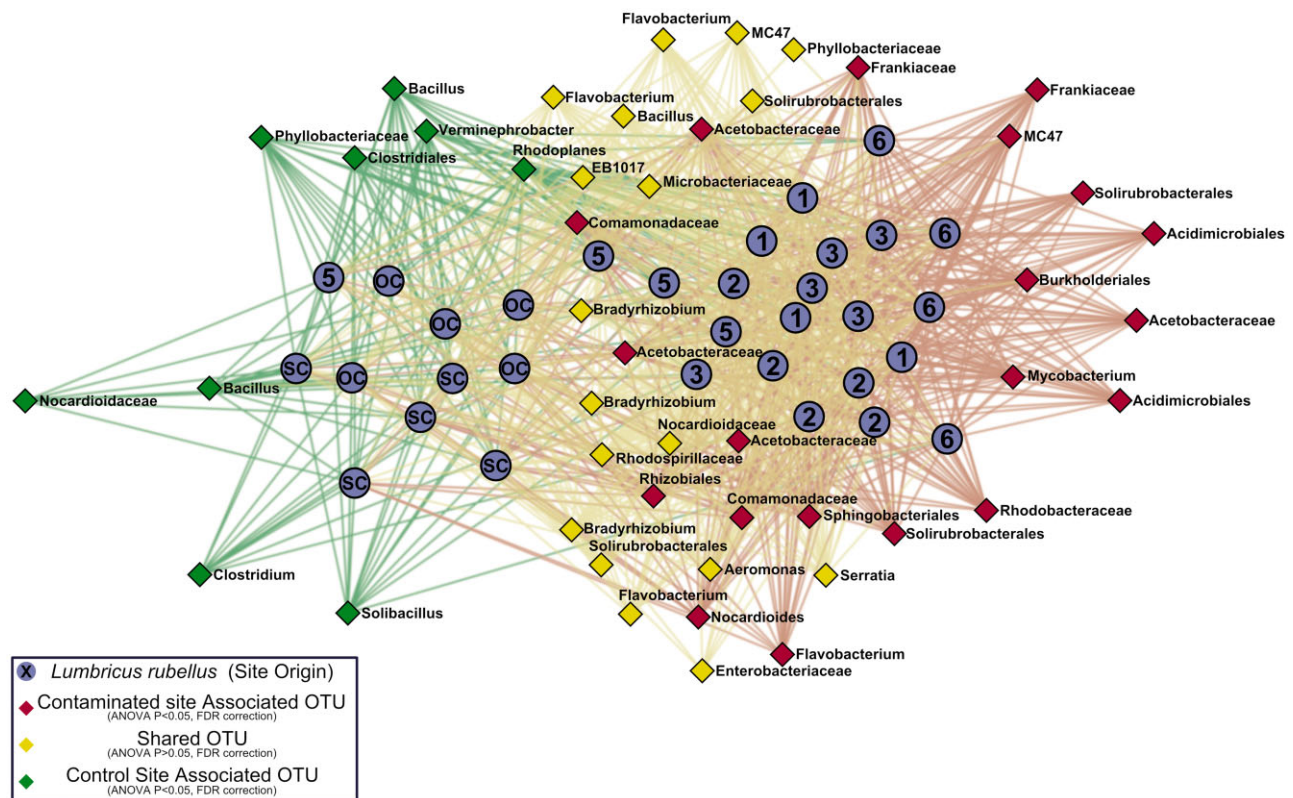 Flavobacterium
MC47
Phyllobacteriaceae
Frankiaceae
Bacillus
Flavobacterium
Solirubrobacterales
Frankiaceae
Bacillus
Phyllobacteriaceae
Verminephrobacter
Acetobacteraceae
MC47
6
Clostridiales
Rhodoplanes
EB1017
Microbacteriaceae
1
Solirubrobacterales
Comamonadaceae
1
3
3
6
Acidimicrobiales
5
5
OC
5
2
3
Burkholderiales
OC
OC
Bradyrhizobium
1
3
6
Acetobacteraceae
5
Acetobacteraceae
1
SC
OC
SC
OC
3
2
2
Mycobacterium
Nocardioidaceae
Bacillus
Bradyrhizobium
Acidimicrobiales
SC
2
2
6
Nocardioidaceae
Acetobacteraceae
SC
SC
Rhodospirillaceae
Rhizobiales
Comamonadaceae
Sphingobacteriales
Rhodobacteraceae
Bradyrhizobium
Solirubrobacterales
Solirubrobacterales
Clostridium
Aeromonas
Serratia
Solibacillus
Flavobacterium
Nocardioides
Flavobacterium
Enterobacteriaceae
X Lumbricus rubellus (Site Origin)
Contaminated site Associated OTU
(ANOVA P<0.05, FDR correction)
Shared OTU
(ANOVA P>0.05, FDR correction)
Control Site Associated OTU
(ANOVA P<0.05, FDR correction)